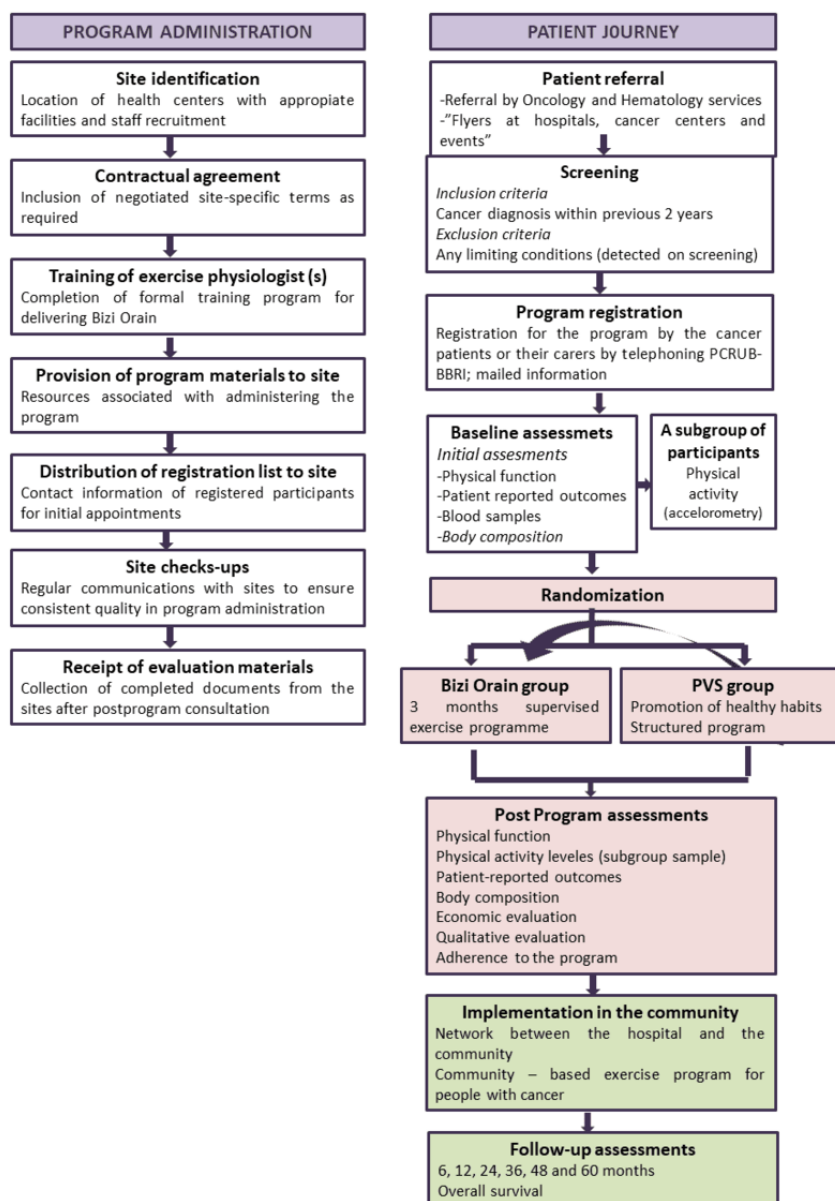 PROGRAM ADMINISTRATION
Site identification
Location of health centers with appropiate
facilities and staff recruitment
Contractual agreement
Inclusion of negotiated site-specific terms as
required
Training of exercise physiologist (s)
Completion of formal training program for
delivering Bizi Orain
Provision of program materials to site
Resources associated with administering the
program
Distribution of registration list to site
Contact information of registered participants
for initial appointments
Site checks-ups
Regular communications with sites to ensure
consistent quality in program administration
Receipt of evaluation materials
Collection of completed documents from the
sites after postprogram consultation
PATIENT JOURNEY
Patient referral
-Referral by Oncology and Hematology services
-”Flyers at hospitals, cancer centers and
events”
Screening
Inclusion criteria
Cancer diagnosis within previous 2 years
Exclusion criteria
Any limiting conditions (detected on screening)
Program registration
Registration for the program by the cancer
patients or their carers by telephoning PCRUB-
BBRI; mailed information
Baseline assessmets
Initial assesments
-Physical function
-Patient reported outcomes
-Blood samples
-Body composition
A subgroup of
participants
Physical
activity
(accelorometry)
Randomization
Bizi Orain group
3 months supervised
exercise programme
PVS group
Promotion of healthy habits
Structured program
Post Program assessments
Physical function
Physical activity leveles (subgroup sample)
Patient-reported outcomes
Body composition
Economic evaluation
Qualitative evaluation
Adherence to the program
Implementation in the community
Network between the hospital and the
community
Community – based exercise program for
people with cancer
Follow-up assessments
6, 12, 24, 36, 48 and 60 months
Overall survival